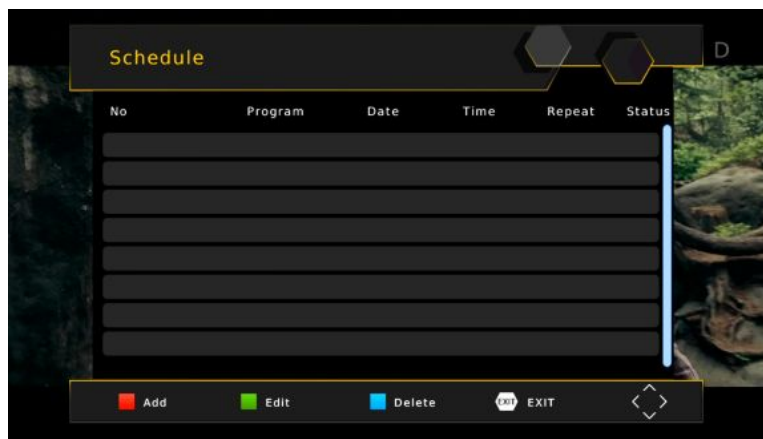 Schedule
D
No Program Date Time Repeat Status
Add Edit Delete EXIT EXIT